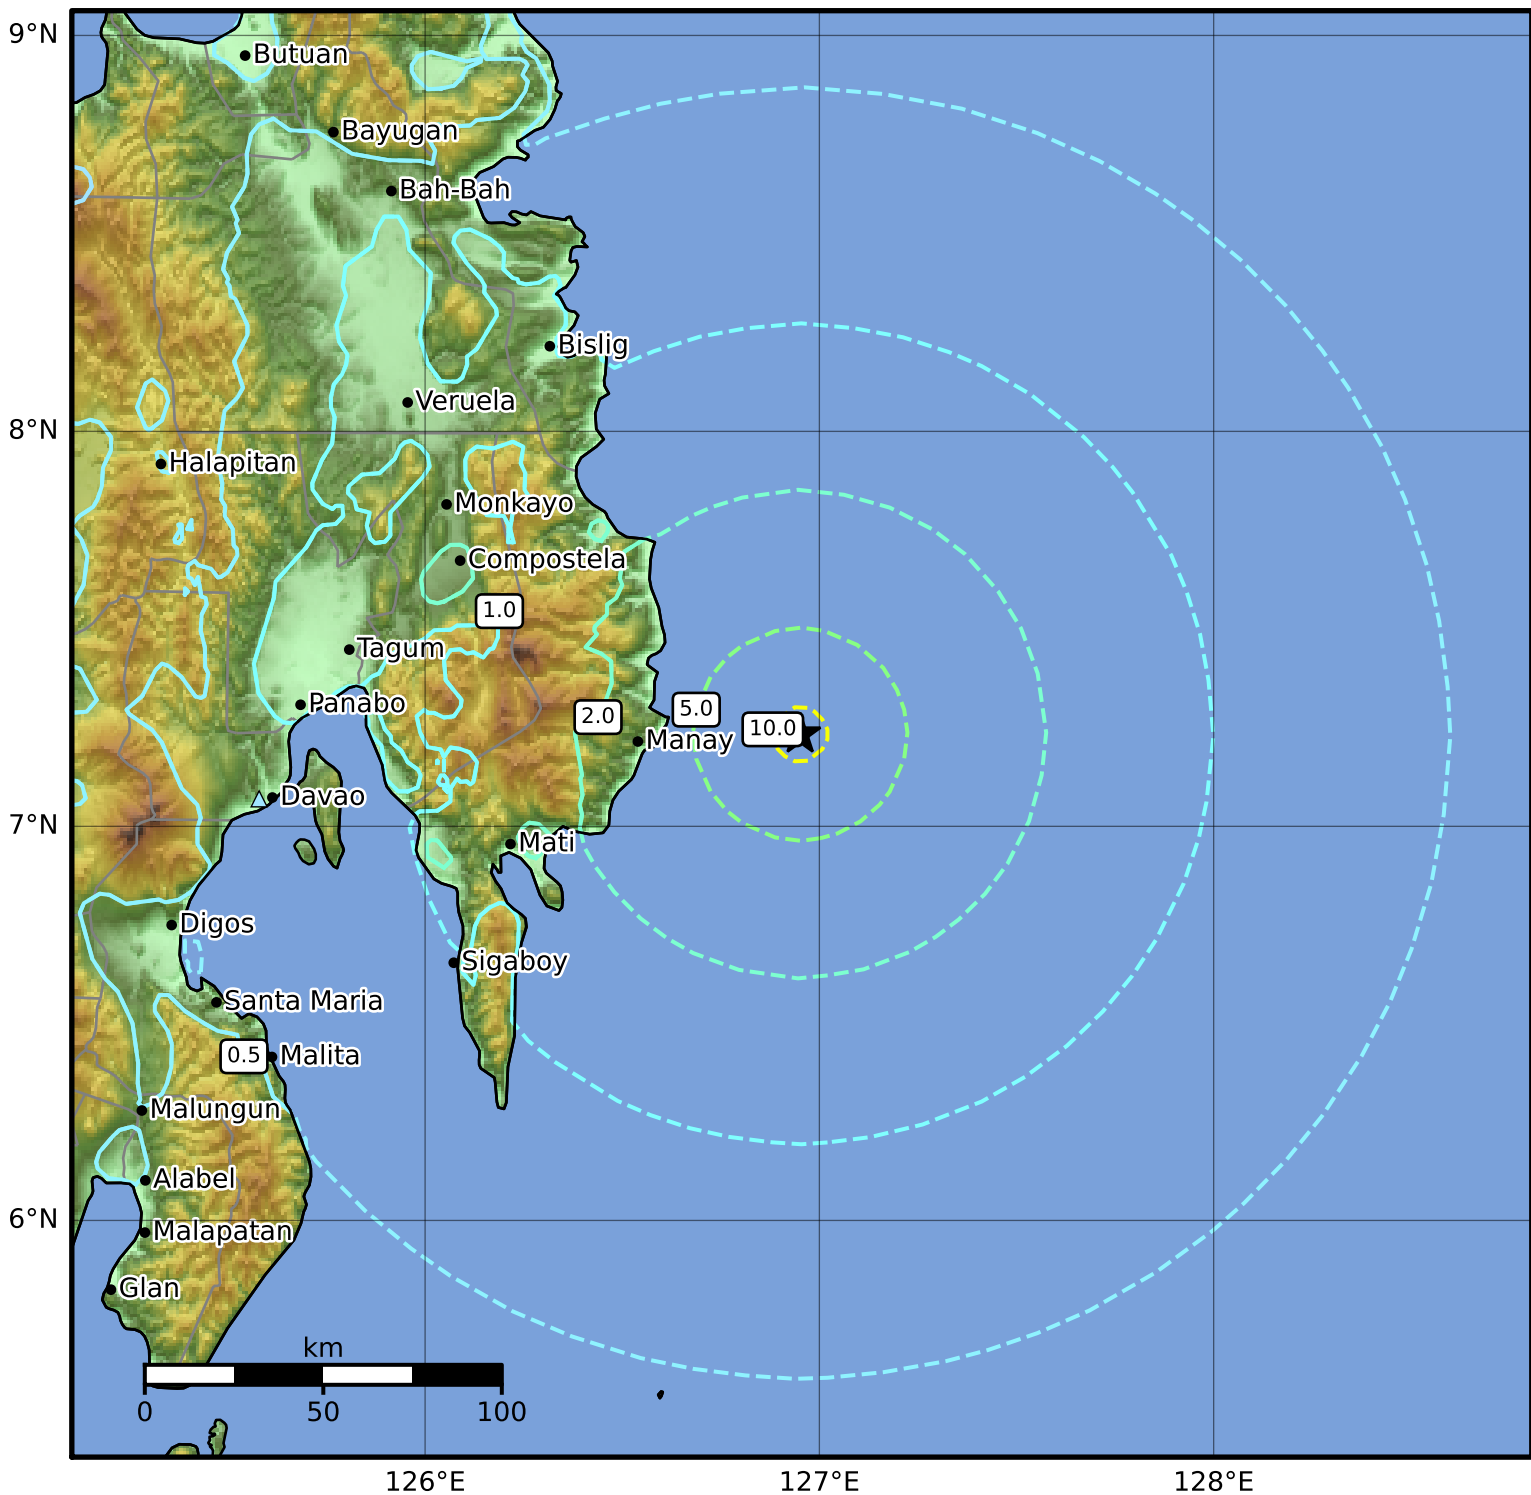 9°N
Butuan
Bayugan
Bah-Bah
Bislig
Veruela
8°N
Halapitan
Monkayo
Compostela
1.0
Tagum
Panabo
2.0
5.0
10.0
Manay
Davao
7°N
Mati
Digos
Sigaboy
Santa Maria
0.5
Malita
Malungun
Alabel
6°N
Malapatan
Glan
km
0
50
100
126°E
127°E
128°E